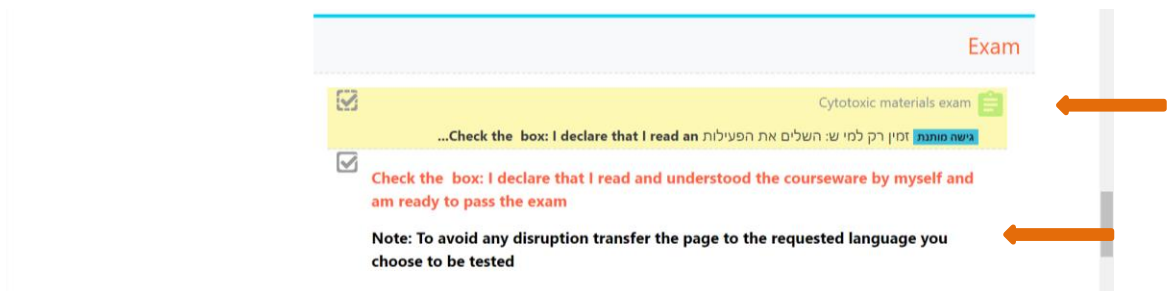 Exam
Cytotoxic materials exam
גישה מותנת זמין רק למי ש: השלים את הפעילות Check the box: I declare that I read an...
Check the box: I declare that I read and understood the courseware by myself and
am ready to pass the exam
Note: To avoid any disruption transfer the page to the requested language you
choose to be tested